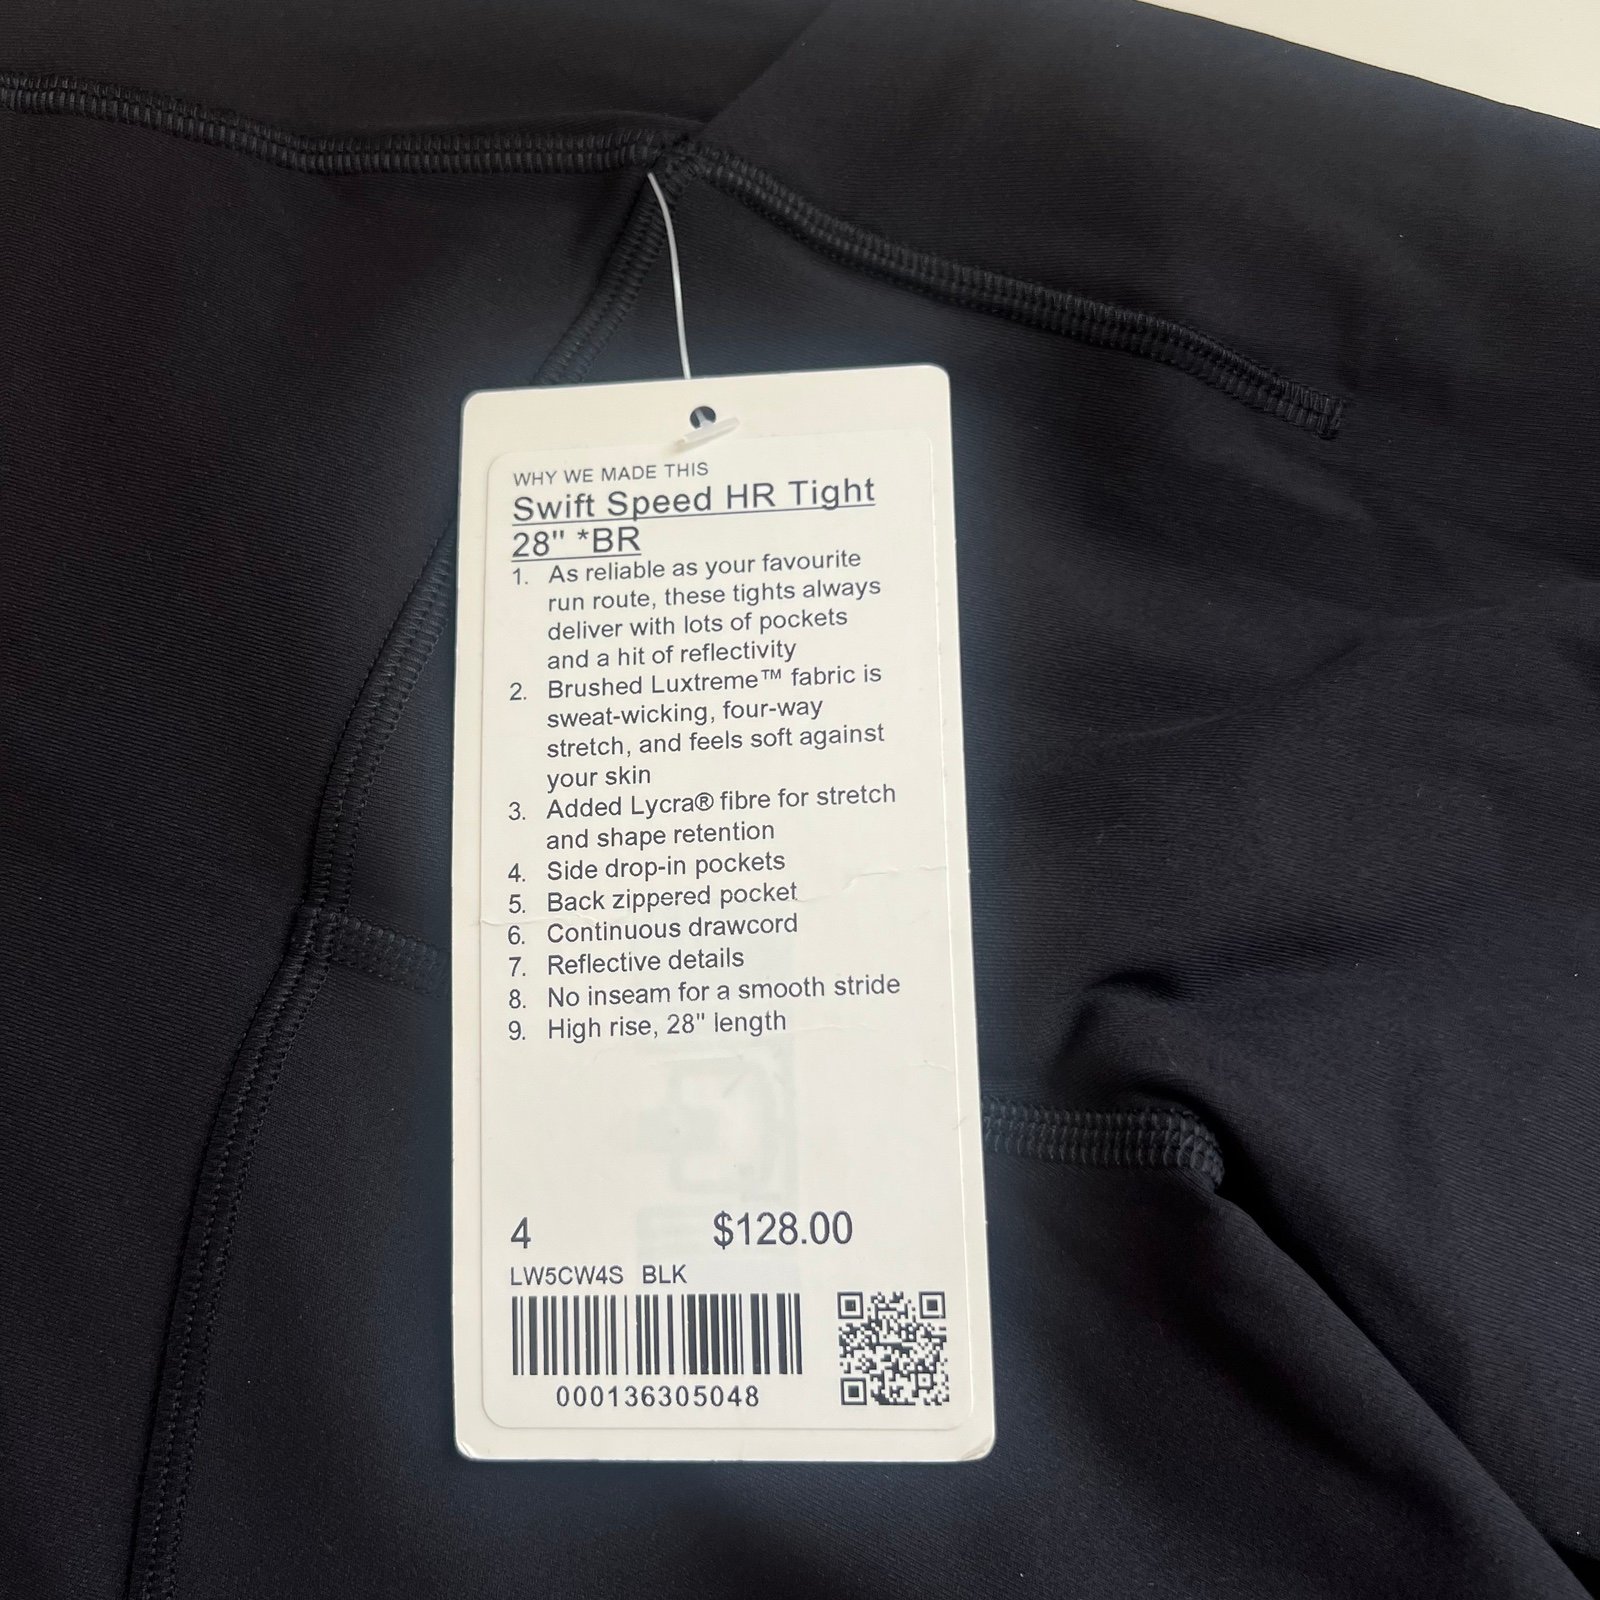 WHY WE MADE THIS
Swift Speed HR Tight
28" *BR
1. As reliable as your favourite
run route, these tights always
deliver with lots of pockets
and a hit of reflectivity
2. Brushed Luxtreme™ fabric is
sweat-wicking, four-way
stretch, and feels soft against
your skin
3. Added Lycra® fibre for stretch
and shape retention
4. Side drop-in pockets
5. Back zippered pocket
6. Continuous drawcord
7. Reflective details
8. No inseam for a smooth stride
9. High rise, 28" length
4 $128.00
LW5CW4S BLK
000136305048